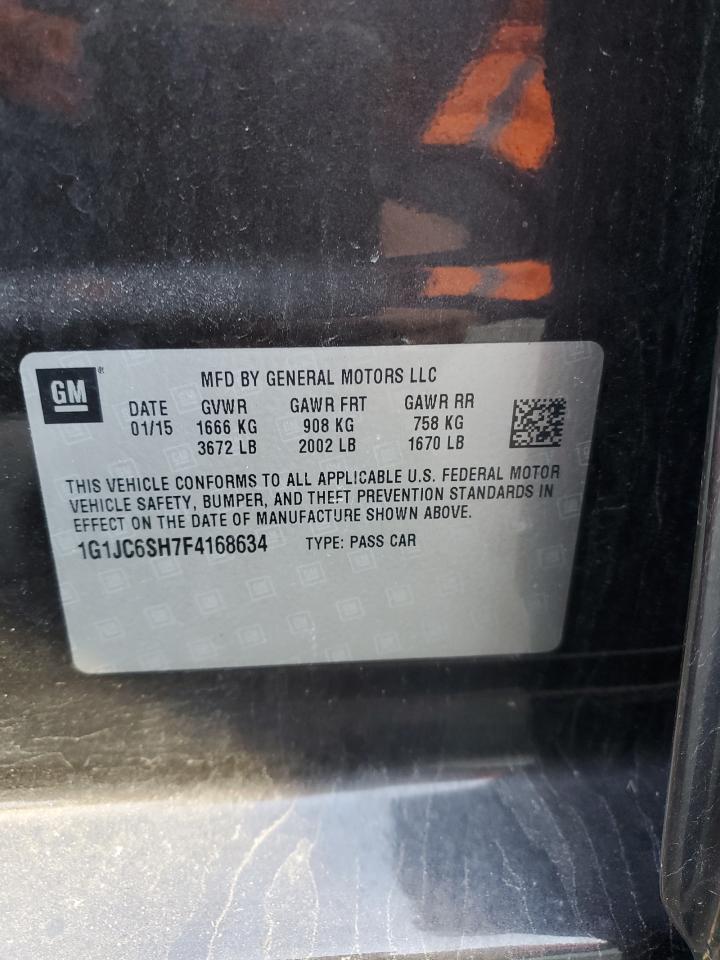 GM
MFD BY GENERAL MOTORS LLC
DATE GVWR GAWR FRT GAWR RR
01/15 1666 KG 908 KG 758 KG
3672 LB 2002 LB 1670 LB
THIS VEHICLE CONFORMS TO ALL APPLICABLE U.S. FEDERAL MOTOR
VEHICLE SAFETY, BUMPER, AND THEFT PREVENTION STANDARDS IN
EFFECT ON THE DATE OF MANUFACTURE SHOWN ABOVE.
1G1JC6SH7F4168634 TYPE: PASS CAR